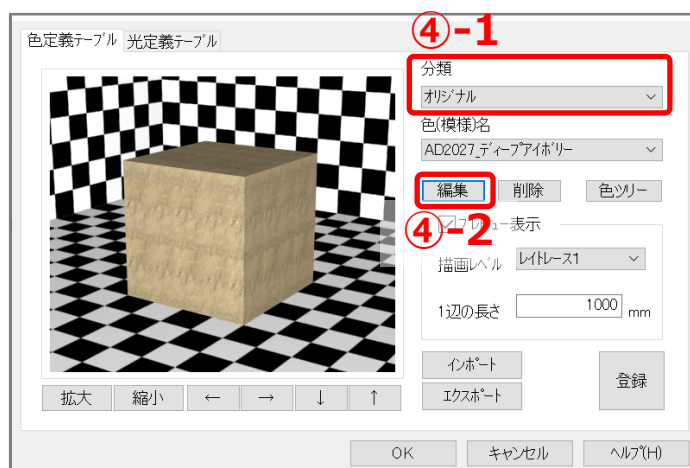 ④-1
色定義テーブル 光定義テーブル
分類
オリジナル
色(模様)名
AD2027_ディープアイボリー
編集 削除 色ツリー
④-2
プレビュー表示
描画レベル レイトレース1
1辺の長さ 1000 mm
インポート
エクスポート
登録
拡大 縮小 ← → ↓ ↑
OK キャンセル ヘルプ(H)